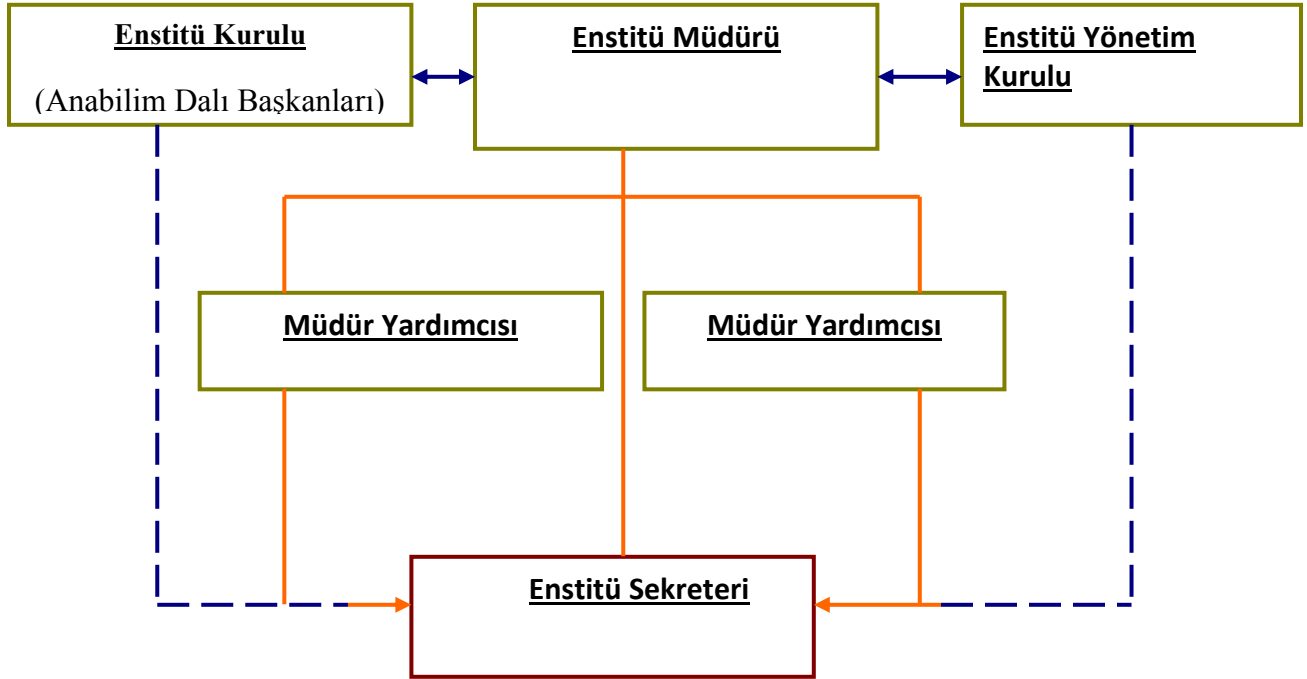 Enstitü Kurulu
(Anabilim Dalı Başkanları)
Enstitü Müdürü
Enstitü Yönetim
Kurulu
Müdür Yardımcısı
Müdür Yardımcısı
Enstitü Sekreteri